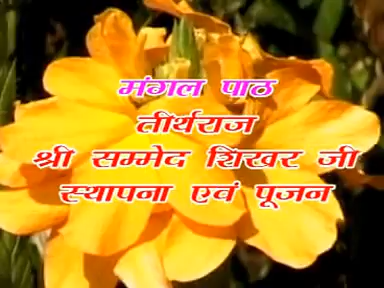 मंगल पाठ
तीर्थराज
श्री सम्मेद शिखर जी
स्थापना एवं पूजन